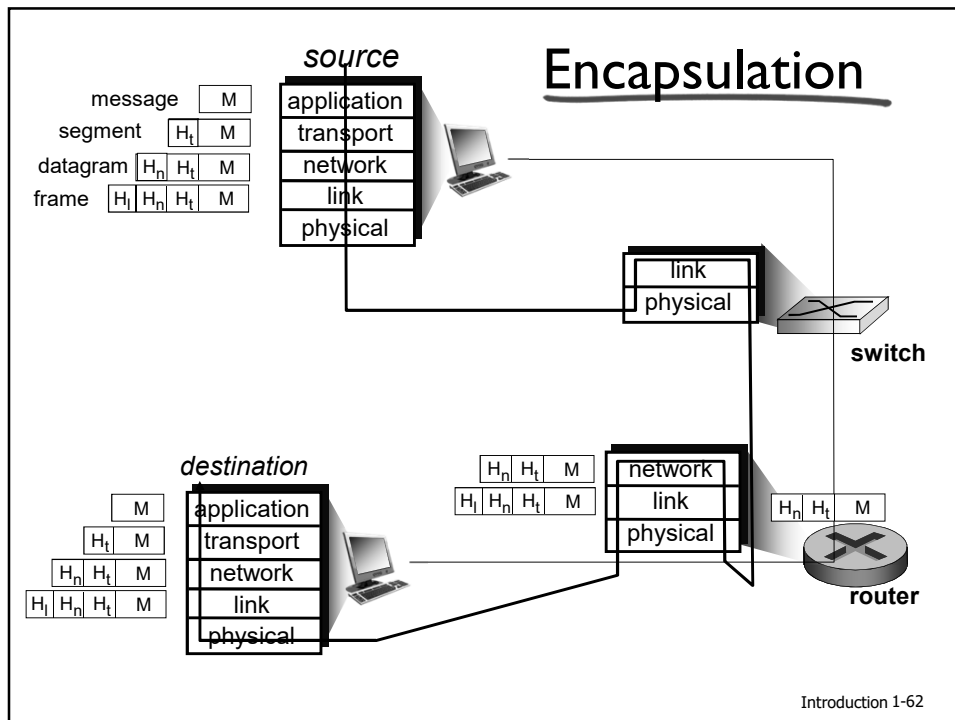 Encapsulation
source
message M
segment Hₜ M
datagram Hₙ Hₜ M
frame Hₗ Hₙ Hₜ M
application
transport
network
link
physical
link
physical
switch
destination
M
Hₜ M
Hₙ Hₜ M
Hₗ Hₙ Hₜ M
application
transport
network
link
physical
Hₙ Hₜ M
Hₗ Hₙ Hₜ M
network
link
physical
Hₙ Hₜ M
router
Introduction 1-62